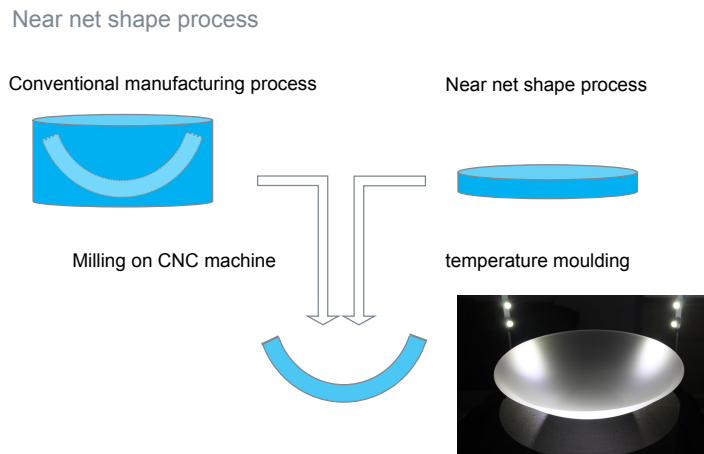 Near net shape process
Conventional manufacturing process
Near net shape process
Milling on CNC machine
temperature moulding